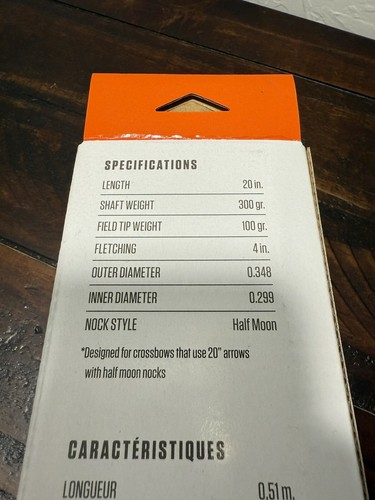 SPECIFICATIONS
LENGTH 20 in.
SHAFT WEIGHT 300 gr.
FIELD TIP WEIGHT 100 gr.
FLETCHING 4 in.
OUTER DIAMETER 0.348
INNER DIAMETER 0.299
NOCK STYLE Half Moon
*Designed for crossbows that use 20" arrows
with half moon nocks
CARACTÉRISTIQUES
LONGUEUR 0.51 m.